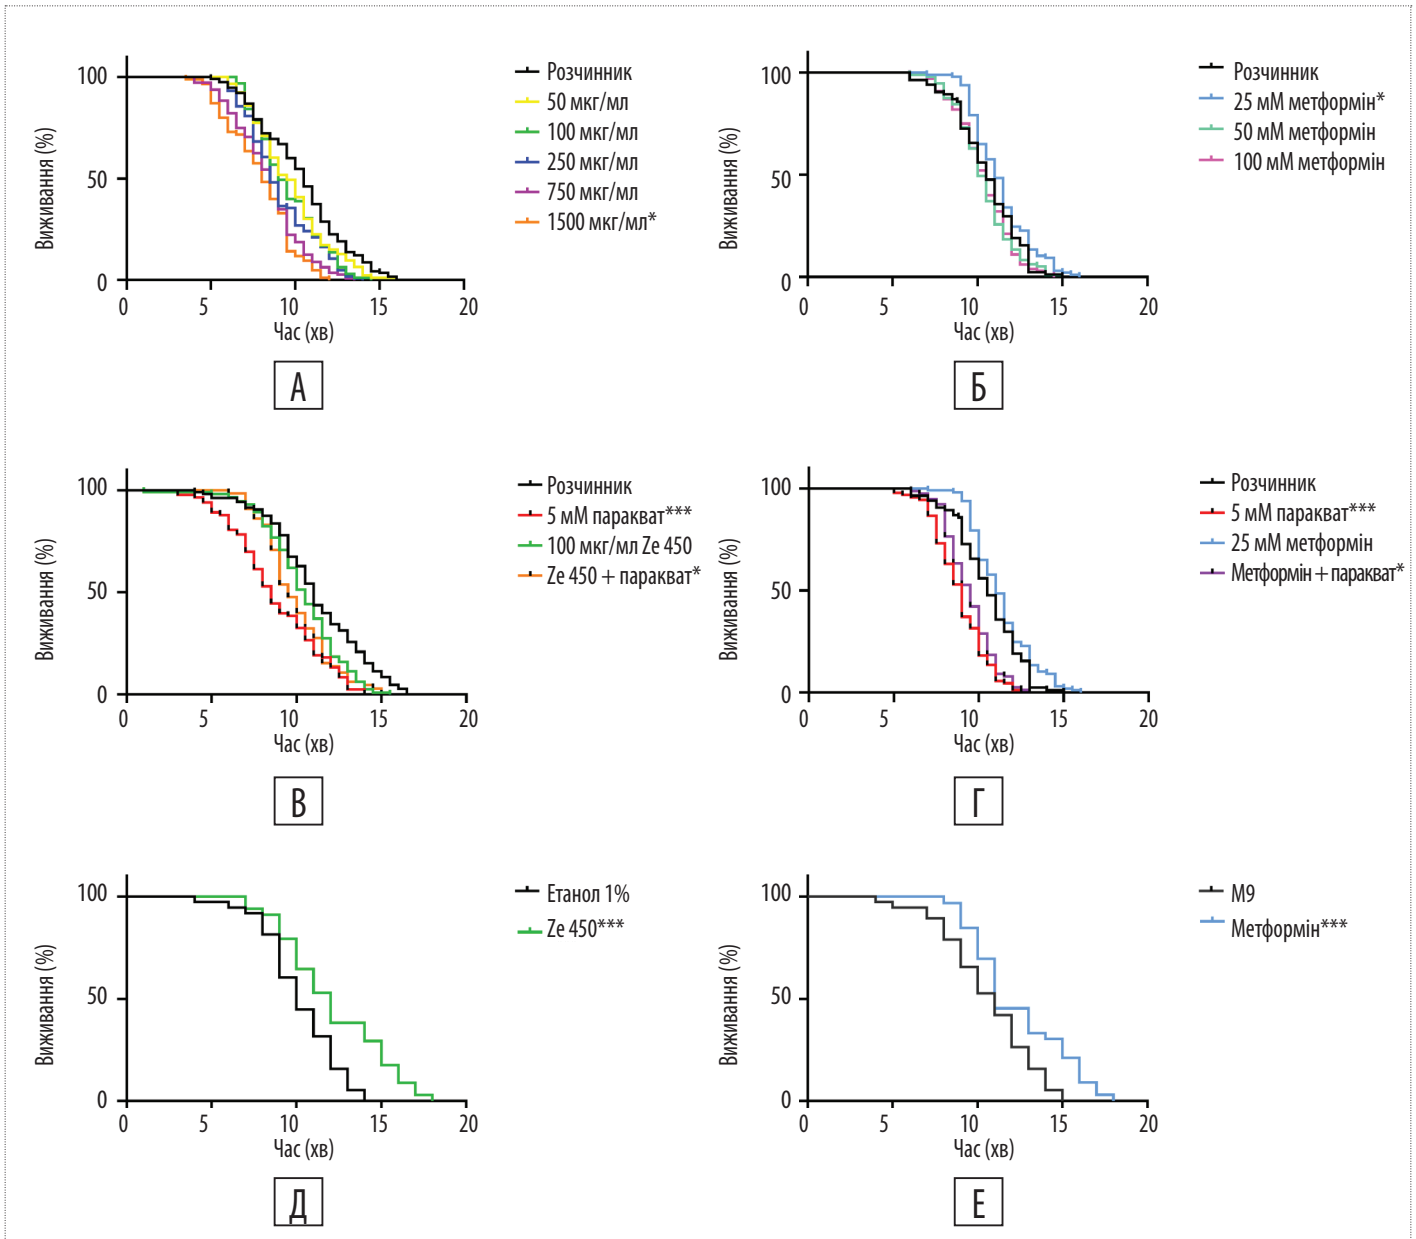 Виживання (%)
100
50
0
0 5 10 15 20
Час (хв)
Розчинник
50 мкг/мл
100 мкг/мл
250 мкг/мл
750 мкг/мл
1500 мкг/мл*
А
Виживання (%)
100
50
0
0 5 10 15 20
Час (хв)
Розчинник
25 мМ метформін*
50 мМ метформін
100 мМ метформін
Б
Виживання (%)
100
50
0
0 5 10 15 20
Час (хв)
Розчинник
5 мМ паракват***
100 мкг/мл Ze 450
Ze 450 + паракват*
В
Виживання (%)
100
50
0
0 5 10 15 20
Час (хв)
Розчинник
5 мМ паракват***
25 мМ метформін
Метформін + паракват*
Г
Виживання (%)
100
50
0
0 5 10 15 20
Час (хв)
Етанол 1%
Ze 450***
Д
Виживання (%)
100
50
0
0 5 10 15 20
Час (хв)
М9
Метформін***
Е